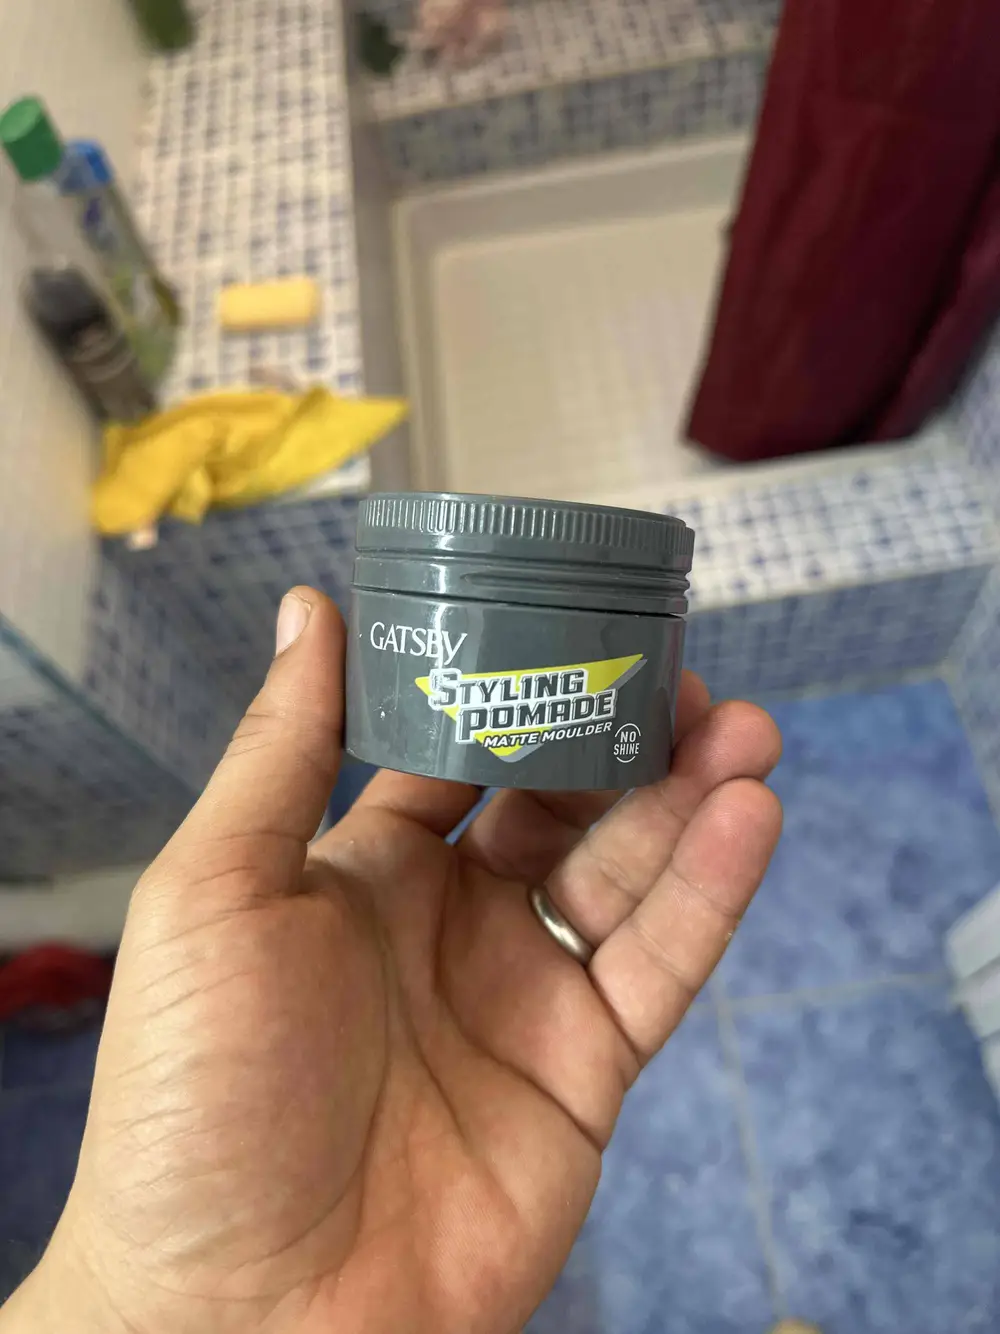 GATSBY
STYLING
POMADE
MATTE MOULDER
NO
SHINE